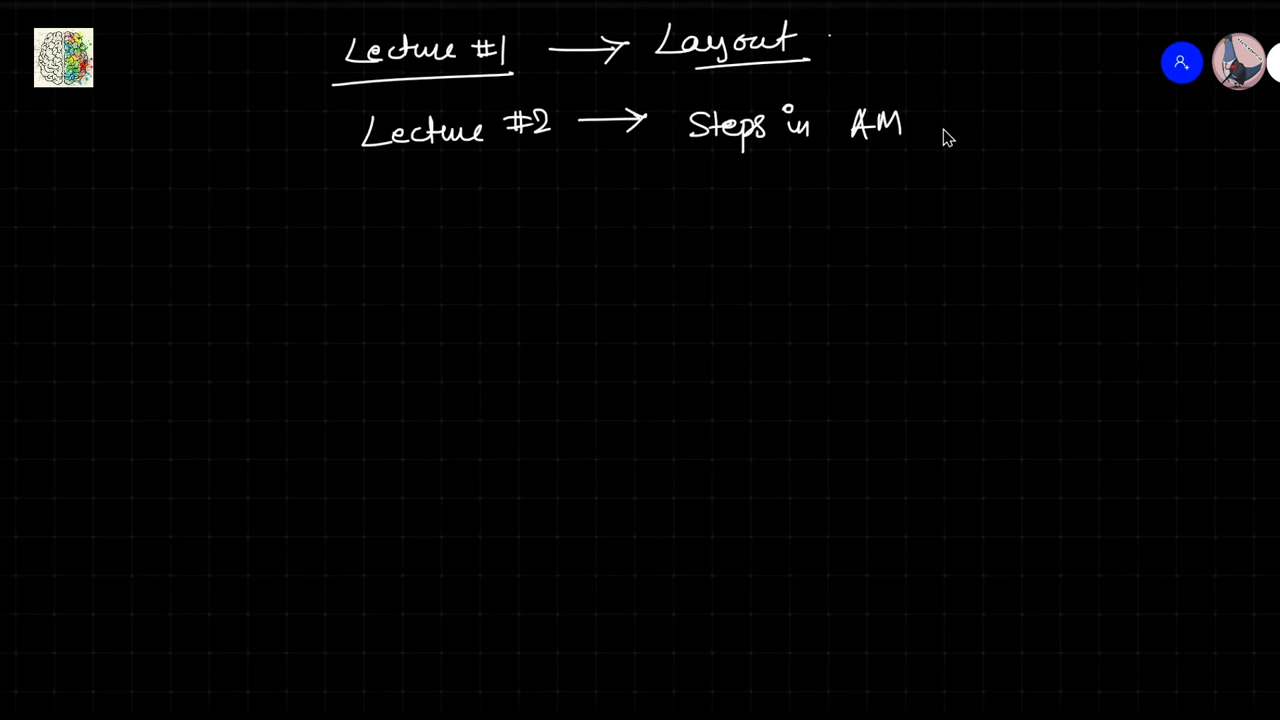 Lecture #1 → Layout
Lecture #2 → Steps in AM